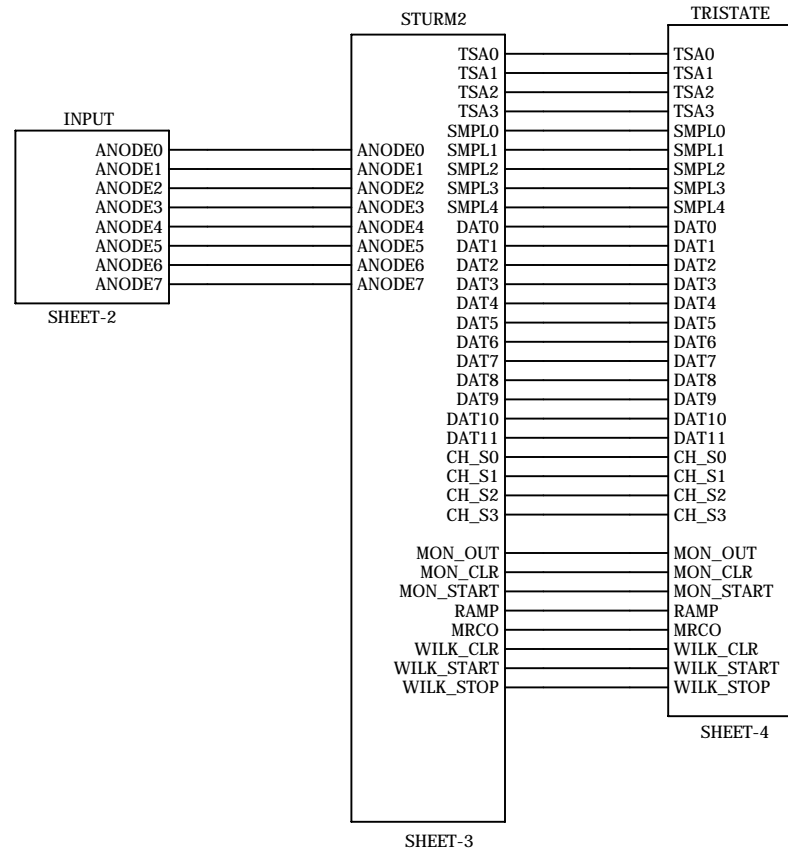 INPUT
ANODE0
ANODE1
ANODE2
ANODE3
ANODE4
ANODE5
ANODE6
ANODE7
SHEET-2
STURM2
ANODE0
ANODE1
ANODE2
ANODE3
ANODE4
ANODE5
ANODE6
ANODE7
TSA0
TSA1
TSA2
TSA3
SMPL0
SMPL1
SMPL2
SMPL3
SMPL4
DAT0
DAT1
DAT2
DAT3
DAT4
DAT5
DAT6
DAT7
DAT8
DAT9
DAT10
DAT11
CH_S0
CH_S1
CH_S2
CH_S3
MON_OUT
MON_CLR
MON_START
RAMP
MRCO
WILK_CLR
WILK_START
WILK_STOP
SHEET-3
TRISTATE
TSA0
TSA1
TSA2
TSA3
SMPL0
SMPL1
SMPL2
SMPL3
SMPL4
DAT0
DAT1
DAT2
DAT3
DAT4
DAT5
DAT6
DAT7
DAT8
DAT9
DAT10
DAT11
CH_S0
CH_S1
CH_S2
CH_S3
MON_OUT
MON_CLR
MON_START
RAMP
MRCO
WILK_CLR
WILK_START
WILK_STOP
SHEET-4